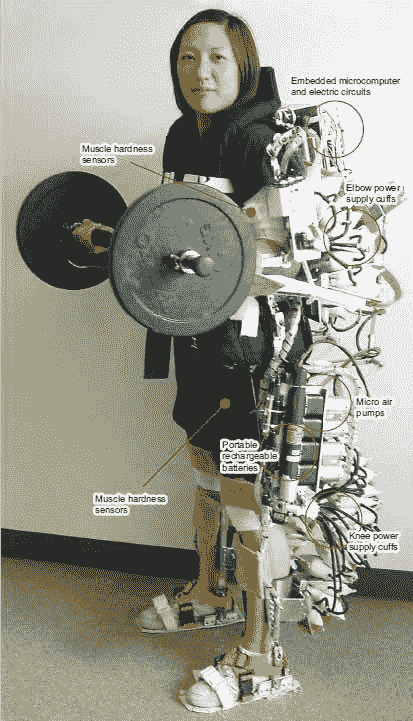 Embedded microcomputer
and electric circuits
Muscle hardness
sensors
Elbow power
supply cuffs
Micro air
pumps
Portable
rechargeable
batteries
Muscle hardness
sensors
Knee power
supply cuffs